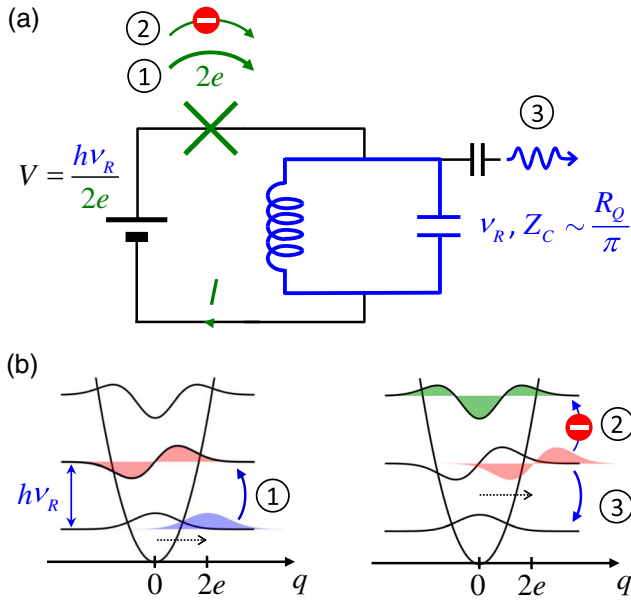 (a)
②
①
2e
③
V = hν_R / 2e
ν_R , Z_C ~ R_Q / π
I
(b)
hν_R
①
②
③
0
2e
q
0
2e
q